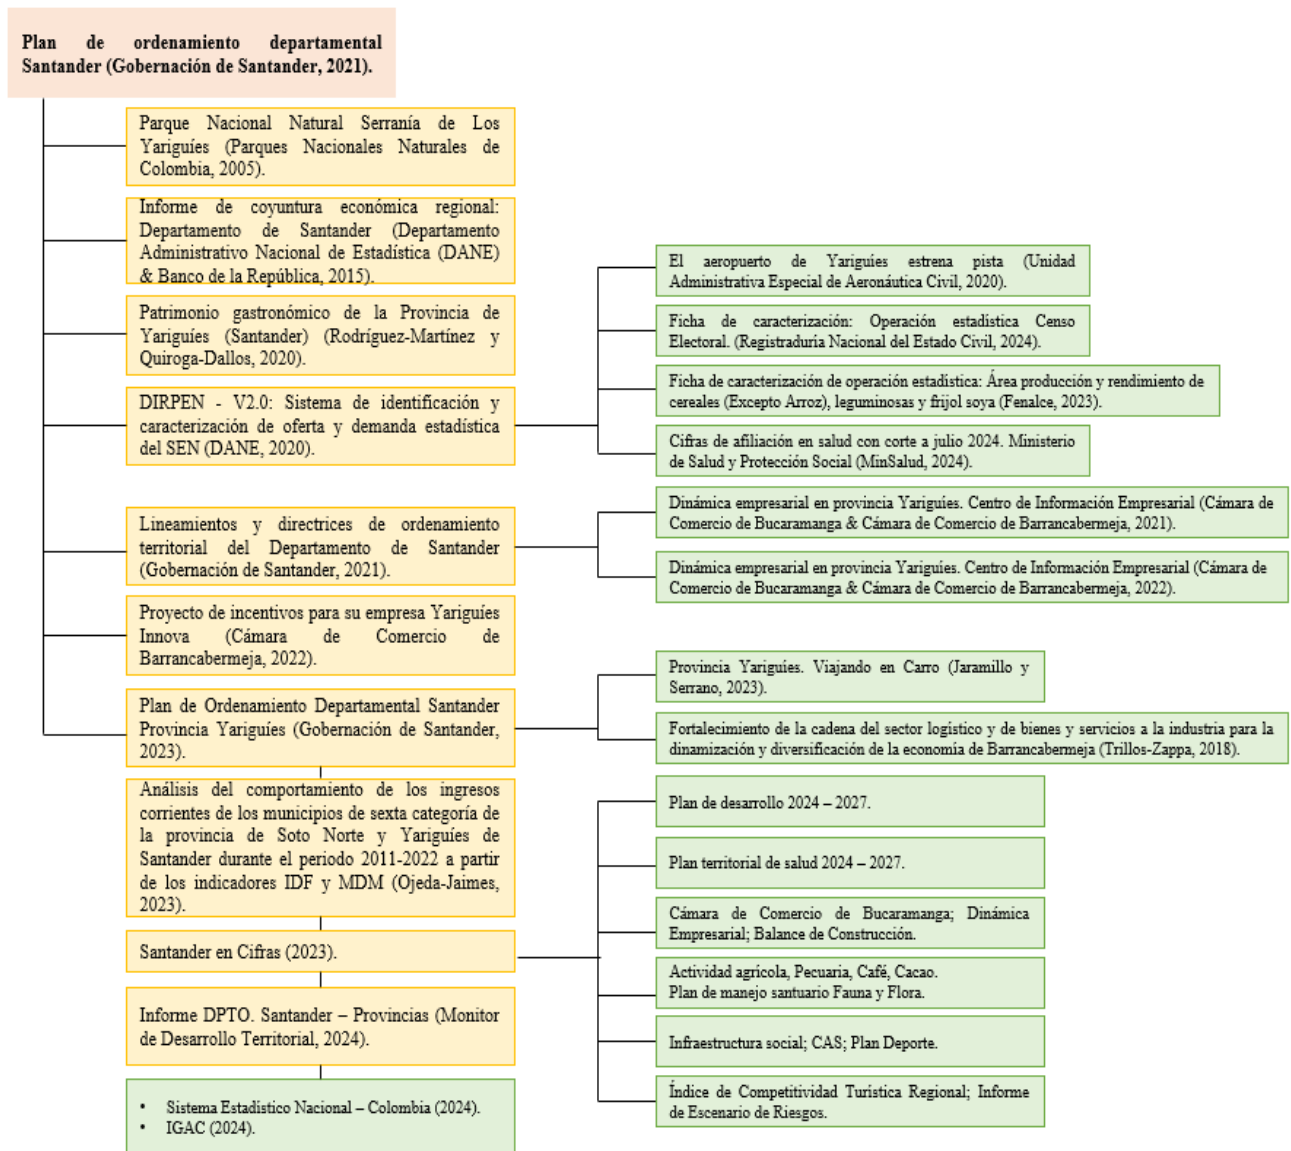 Plan de ordenamiento departamental
Santander (Gobernación de Santander, 2021).
Parque Nacional Natural Serranía de Los
Yariguíes (Parques Nacionales Naturales de
Colombia, 2005).
Informe de coyuntura económica regional:
Departamento de Santander (Departamento
Administrativo Nacional de Estadística (DANE)
& Banco de la República, 2015).
Patrimonio gastronómico de la Provincia de
Yariguíes (Santander) (Rodríguez-Martínez y
Quiroga-Dallos, 2020).
DIRPEN - V2.0: Sistema de identificación y
caracterización de oferta y demanda estadística
del SEN (DANE, 2020).
El aeropuerto de Yariguíes estrena pista (Unidad
Administrativa Especial de Aeronáutica Civil, 2020).
Ficha de caracterización: Operación estadística Censo
Electoral. (Registraduría Nacional del Estado Civil, 2024).
Ficha de caracterización de operación estadística: Área producción y rendimiento de
cereales (Excepto Arroz), leguminosas y frijol soya (Fenalce, 2023).
Cifras de afiliación en salud con corte a julio 2024. Ministerio
de Salud y Protección Social (MinSalud, 2024).
Lineamientos y directrices de ordenamiento
territorial del Departamento de Santander
(Gobernación de Santander, 2021).
Dinámica empresarial en provincia Yariguíes. Centro de Información Empresarial (Cámara de
Comercio de Bucaramanga & Cámara de Comercio de Barrancabermeja, 2021).
Dinámica empresarial en provincia Yariguíes. Centro de Información Empresarial (Cámara de
Comercio de Bucaramanga & Cámara de Comercio de Barrancabermeja, 2022).
Proyecto de incentivos para su empresa Yariguíes
Innova (Cámara de Comercio de
Barrancabermeja, 2022).
Plan de Ordenamiento Departamental Santander
Provincia Yariguíes (Gobernación de Santander,
2023).
Provincia Yariguíes. Viajando en Carro (Jaramillo y
Serrano, 2023).
Fortalecimiento de la cadena del sector logístico y de bienes y servicios a la industria para la
dinamización y diversificación de la economía de Barrancabermeja (Trillos-Zappa, 2018).
Análisis del comportamiento de los ingresos
corrientes de los municipios de sexta categoría de
la provincia de Soto Norte y Yariguíes de
Santander durante el periodo 2011-2022 a partir
de los indicadores IDF y MDM (Ojeda-Jaimes,
2023).
Santander en Cifras (2023).
Plan de desarrollo 2024 – 2027.
Plan territorial de salud 2024 – 2027.
Cámara de Comercio de Bucaramanga; Dinámica
Empresarial; Balance de Construcción.
Actividad agrícola, Pecuaria, Café, Cacao.
Plan de manejo santuario Fauna y Flora.
Infraestructura social; CAS; Plan Deporte.
Índice de Competitividad Turística Regional; Informe
de Escenario de Riesgos.
Informe DPTO. Santander – Provincias (Monitor
de Desarrollo Territorial, 2024).
• Sistema Estadístico Nacional – Colombia (2024).
• IGAC (2024).